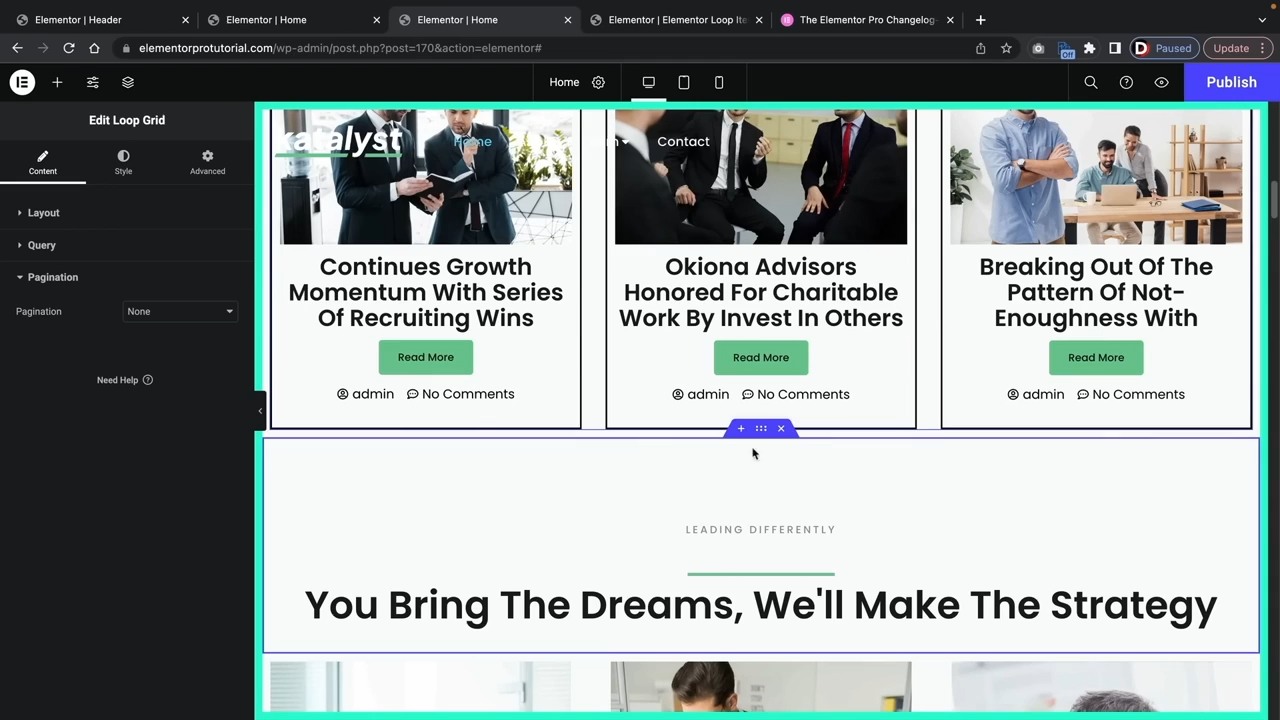 Elementor | Header
Elementor | Home
Elementor | Home
Elementor | Elementor Loop Ite
The Elementor Pro Changelog
elementorprotutorial.com/wp-admin/post.php?post=170&action=elementor#
Off
D
Paused
Update
Home
Publish
Edit Loop Grid
Content
Style
Advanced
Layout
Query
Pagination
Pagination
None
Need Help
katalyst
Home
Contact
Continues Growth
Momentum With Series
Of Recruiting Wins
Read More
admin
No Comments
Okiona Advisors
Honored For Charitable
Work By Invest In Others
Read More
admin
No Comments
Breaking Out Of The
Pattern Of Not-
Enoughness With
Read More
admin
No Comments
LEADING DIFFERENTLY
You Bring The Dreams, We'll Make The Strategy